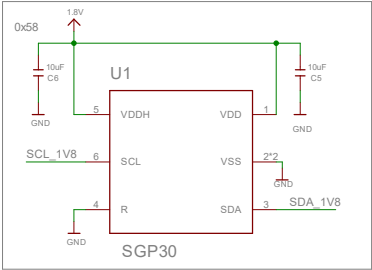 1.8V
0x58
10uF
C6
GND
U1
10uF
C5
GND
5 VDDH VDD 1
SCL_1V8 6 SCL VSS 2*2
GND
4 R SDA 3 SDA_1V8
GND
SGP30